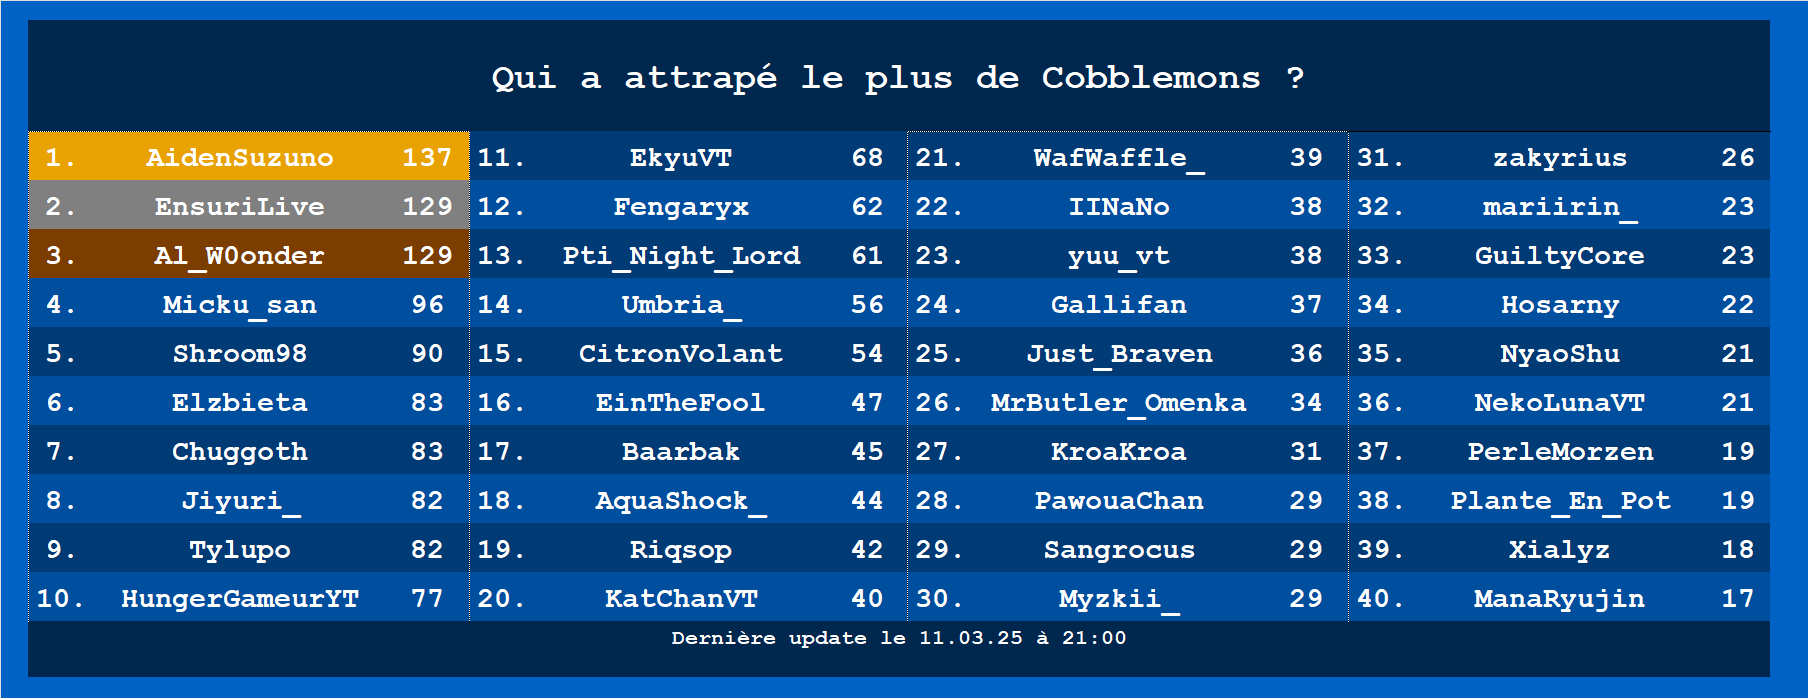 Qui a attrapé le plus de Cobblemons ?
1. AidenSuzuno 137
2. EnsuriLive 129
3. Al_W0onder 129
4. Micku_san 96
5. Shroom98 90
6. Elzbieta 83
7. Chuggoth 83
8. Jiyuri_ 82
9. Tylupo 82
10. HungerGameurYT 77
11. EkyuVT 68
12. Fengaryx 62
13. Pti_Night_Lord 61
14. Umbria_ 56
15. CitronVolant 54
16. EinTheFool 47
17. Baarbak 45
18. AquaShock_ 44
19. Riqsop 42
20. KatChanVT 40
21. WafWaffle_ 39
22. IINaNo 38
23. yuu_vt 38
24. Gallifan 37
25. Just_Braven 36
26. MrButler_Omenka 34
27. KroaKroa 31
28. PawouaChan 29
29. Sangrocus 29
30. Myzkii_ 29
31. zakyrius 26
32. mariirin_ 23
33. GuiltyCore 23
34. Hosarny 22
35. NyaoShu 21
36. NekoLunaVT 21
37. PerleMorzen 19
38. Plante_En_Pot 19
39. Xialyz 18
40. ManaRyujin 17
Dernière update le 11.03.25 à 21:00